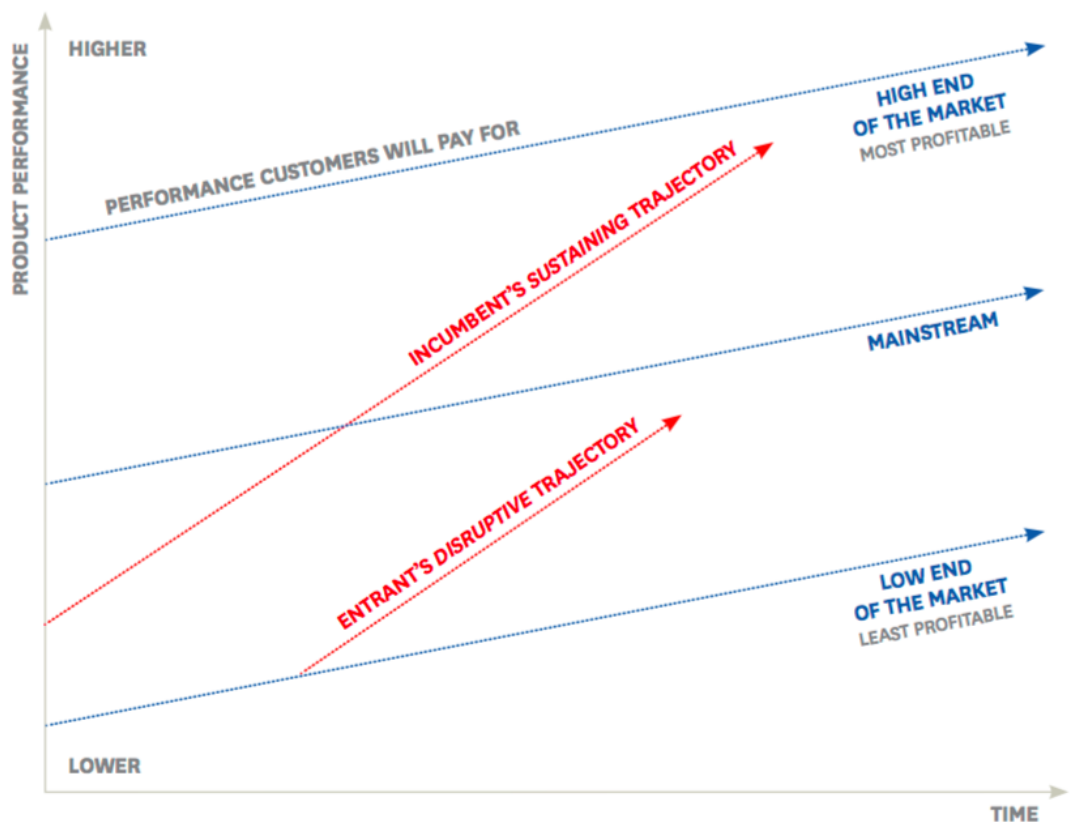 PRODUCT PERFORMANCE
HIGHER
PERFORMANCE CUSTOMERS WILL PAY FOR
HIGH END
OF THE MARKET
MOST PROFITABLE
INCUMBENT'S SUSTAINING TRAJECTORY
MAINSTREAM
ENTRANT'S DISRUPTIVE TRAJECTORY
LOW END
OF THE MARKET
LEAST PROFITABLE
LOWER
TIME